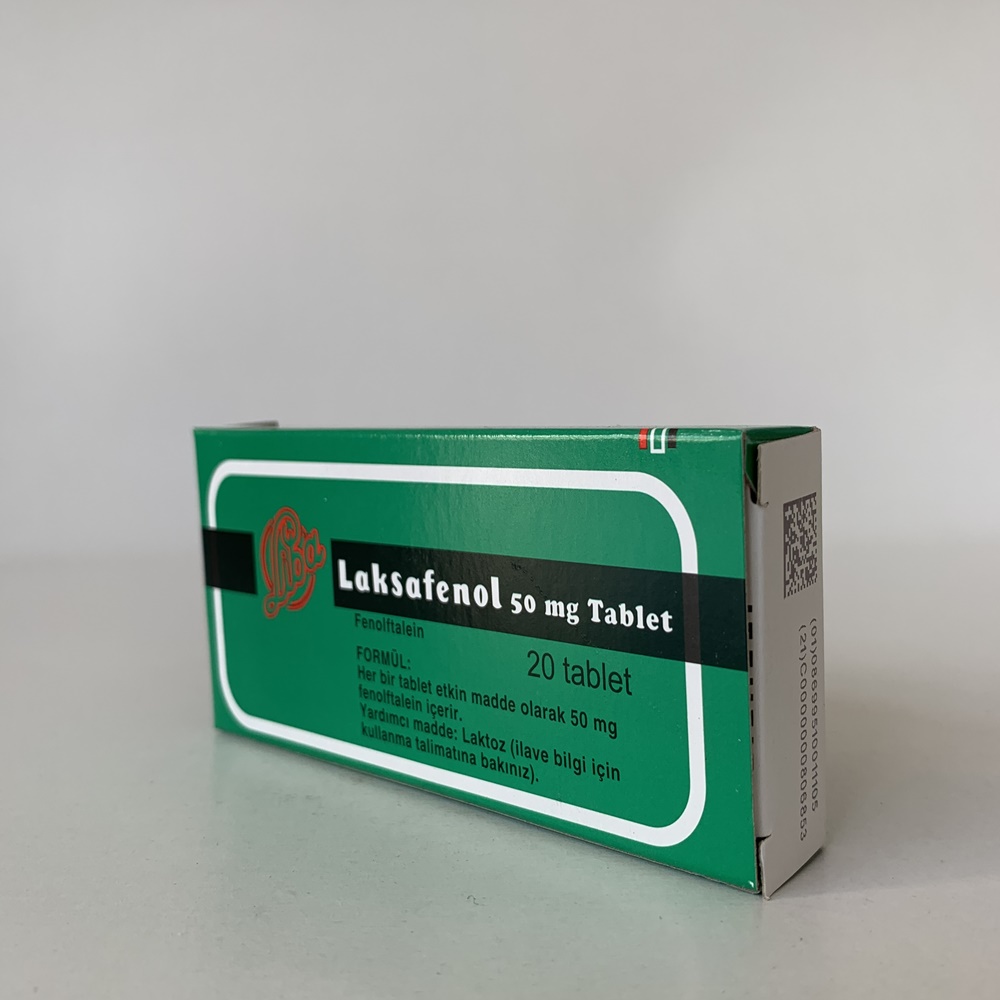 Liba
Laksafenol 50 mg Tablet
Fenolftalein
20 tablet
FORMÜL:
Her bir tablet etkin madde olarak 50 mg
fenolftalein içerir.
Yardımcı madde: Laktoz (ilave bilgi için
kullanma talimatına bakınız).